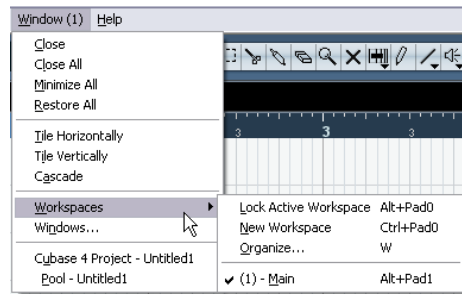 Window (1) Help
Close
Close All
Minimize All
Restore All
3 3 3
Tile Horizontally
Tile Vertically
Cascade
Workspaces
Lock Active Workspace Alt+Pad0
Windows...
New Workspace Ctrl+Pad0
Organize... W
Cubase 4 Project - Untitled1
Pool - Untitled1
(1) - Main Alt+Pad1